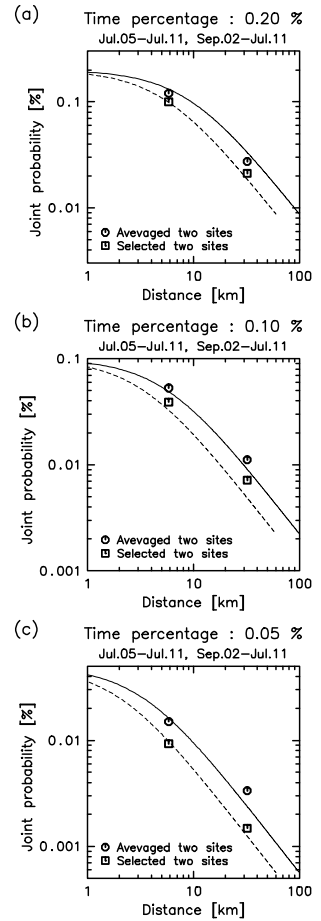 (a)
Time percentage : 0.20 %
Jul.05−Jul.11, Sep.02−Jul.11
Joint probability [%]
0.1
0.01
Avevaged two sites
Selected two sites
1 10 100
Distance [km]
(b)
Time percentage : 0.10 %
Jul.05−Jul.11, Sep.02−Jul.11
Joint probability [%]
0.1
0.01
0.001
Avevaged two sites
Selected two sites
1 10 100
Distance [km]
(c)
Time percentage : 0.05 %
Jul.05−Jul.11, Sep.02−Jul.11
Joint probability [%]
0.01
0.001
Avevaged two sites
Selected two sites
1 10 100
Distance [km]